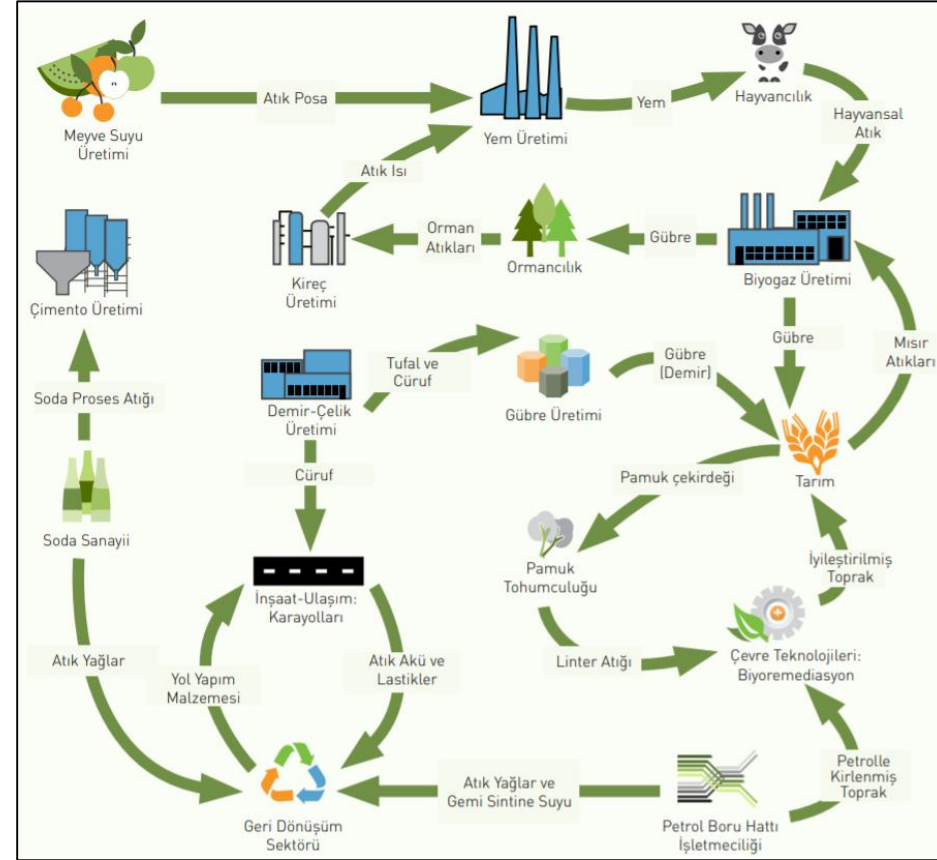 Atık Posa
Yem
Meyve Suyu
Üretimi
Yem Üretimi
Hayvancılık
Hayvansal
Atık
Atık Isı
Orman
Atıkları
Gübre
Kireç
Üretimi
Ormancılık
Biyogaz Üretimi
Çimento Üretimi
Gübre
Mısır
Atıkları
Tufal ve
Cüruf
Gübre
(Demir)
Soda Proses Atığı
Demir-Çelik
Üretimi
Gübre Üretimi
Cüruf
Pamuk çekirdeği
Tarım
Soda Sanayii
İnşaat-Ulaşım:
Karayolları
Pamuk
Tohumculuğu
İyileştirilmiş
Toprak
Atık Yağlar
Yol Yapım
Malzemesi
Atık Akü ve
Lastikler
Linter Atığı
Çevre Teknolojileri:
Biyoremediasyon
Atık Yağlar ve
Gemi Sintine Suyu
Petrolle
Kirlenmiş
Toprak
Geri Dönüşüm
Sektörü
Petrol Boru Hattı
İşletmeciliği